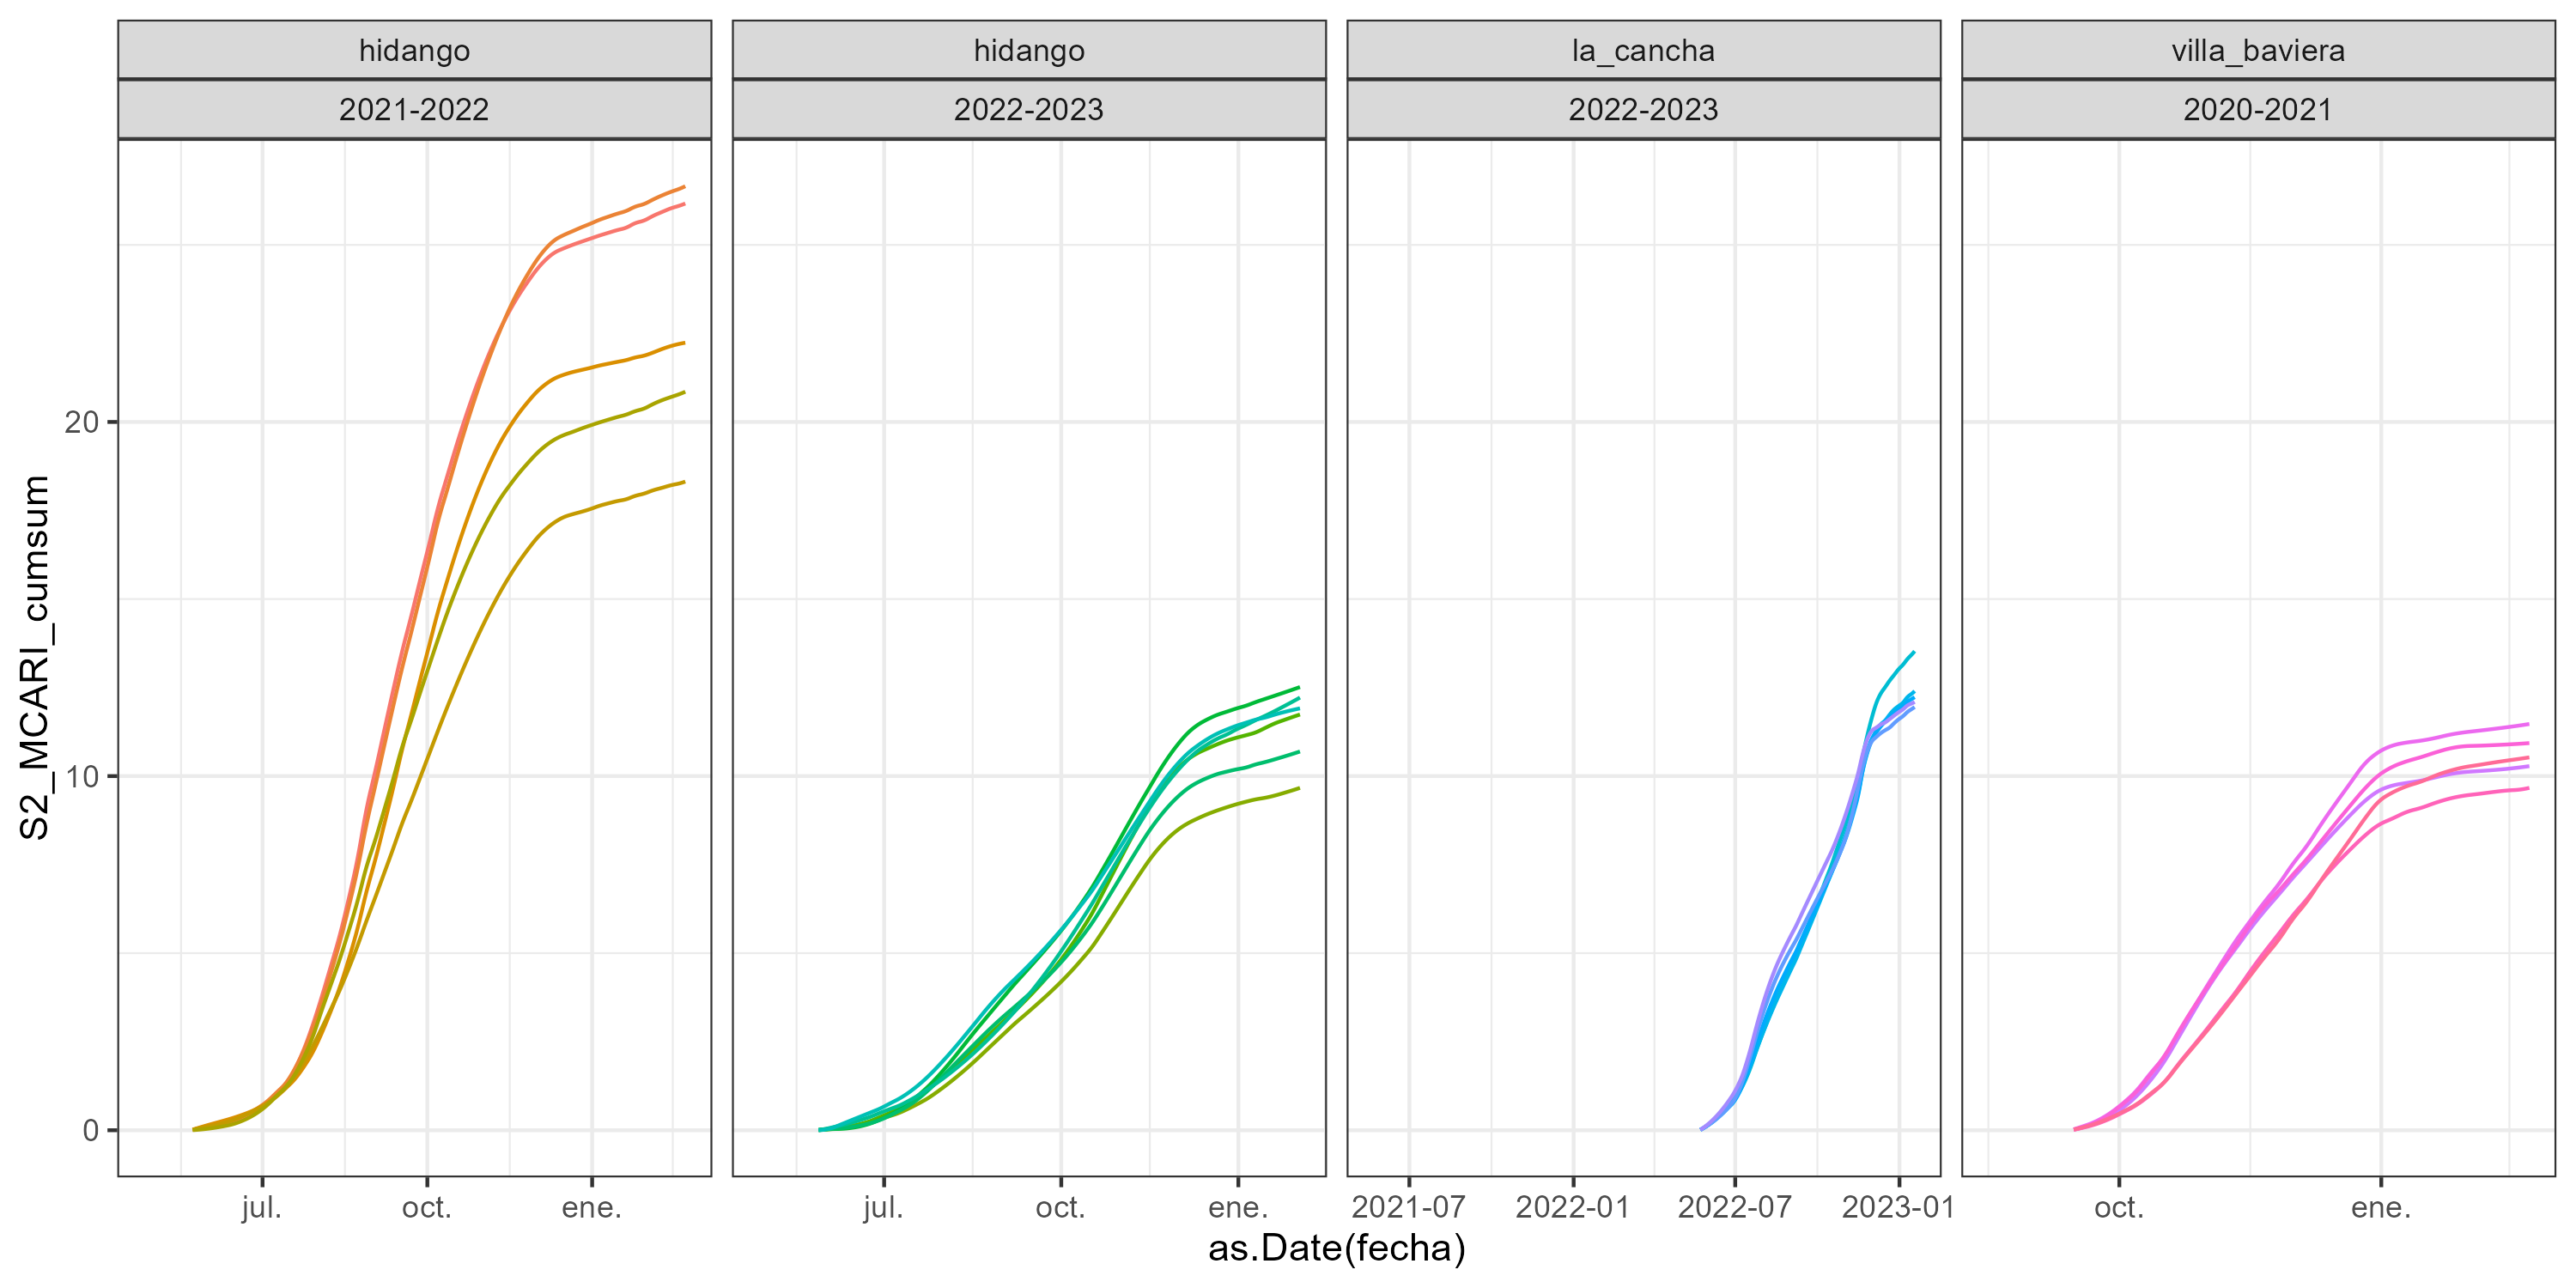 hidango
hidango
la_cancha
villa_baviera
2021-2022
2022-2023
2022-2023
2020-2021
S2_MCARI_cumsum
20
10
0
jul.
oct.
ene.
jul.
oct.
ene.
2021-07
2022-01
2022-07
2023-01
oct.
ene.
as.Date(fecha)